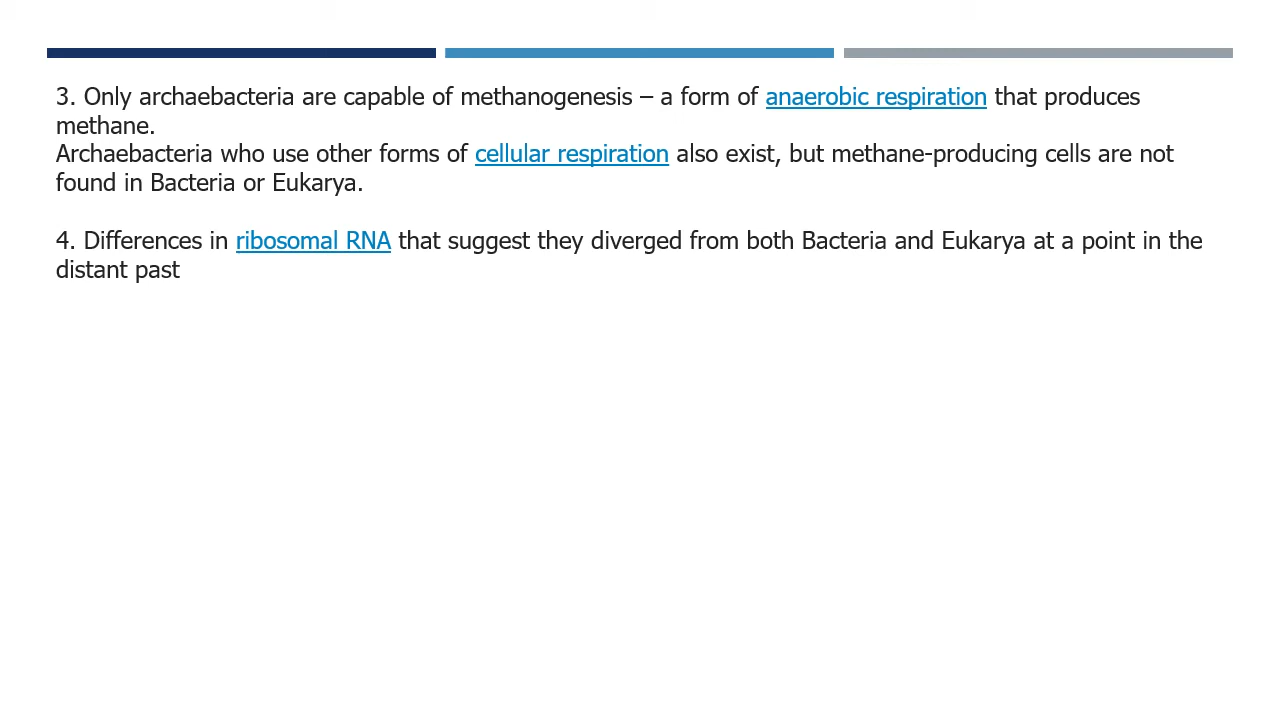 3. Only archaebacteria are capable of methanogenesis – a form of anaerobic respiration that produces
methane.
Archaebacteria who use other forms of cellular respiration also exist, but methane-producing cells are not
found in Bacteria or Eukarya.
4. Differences in ribosomal RNA that suggest they diverged from both Bacteria and Eukarya at a point in the
distant past